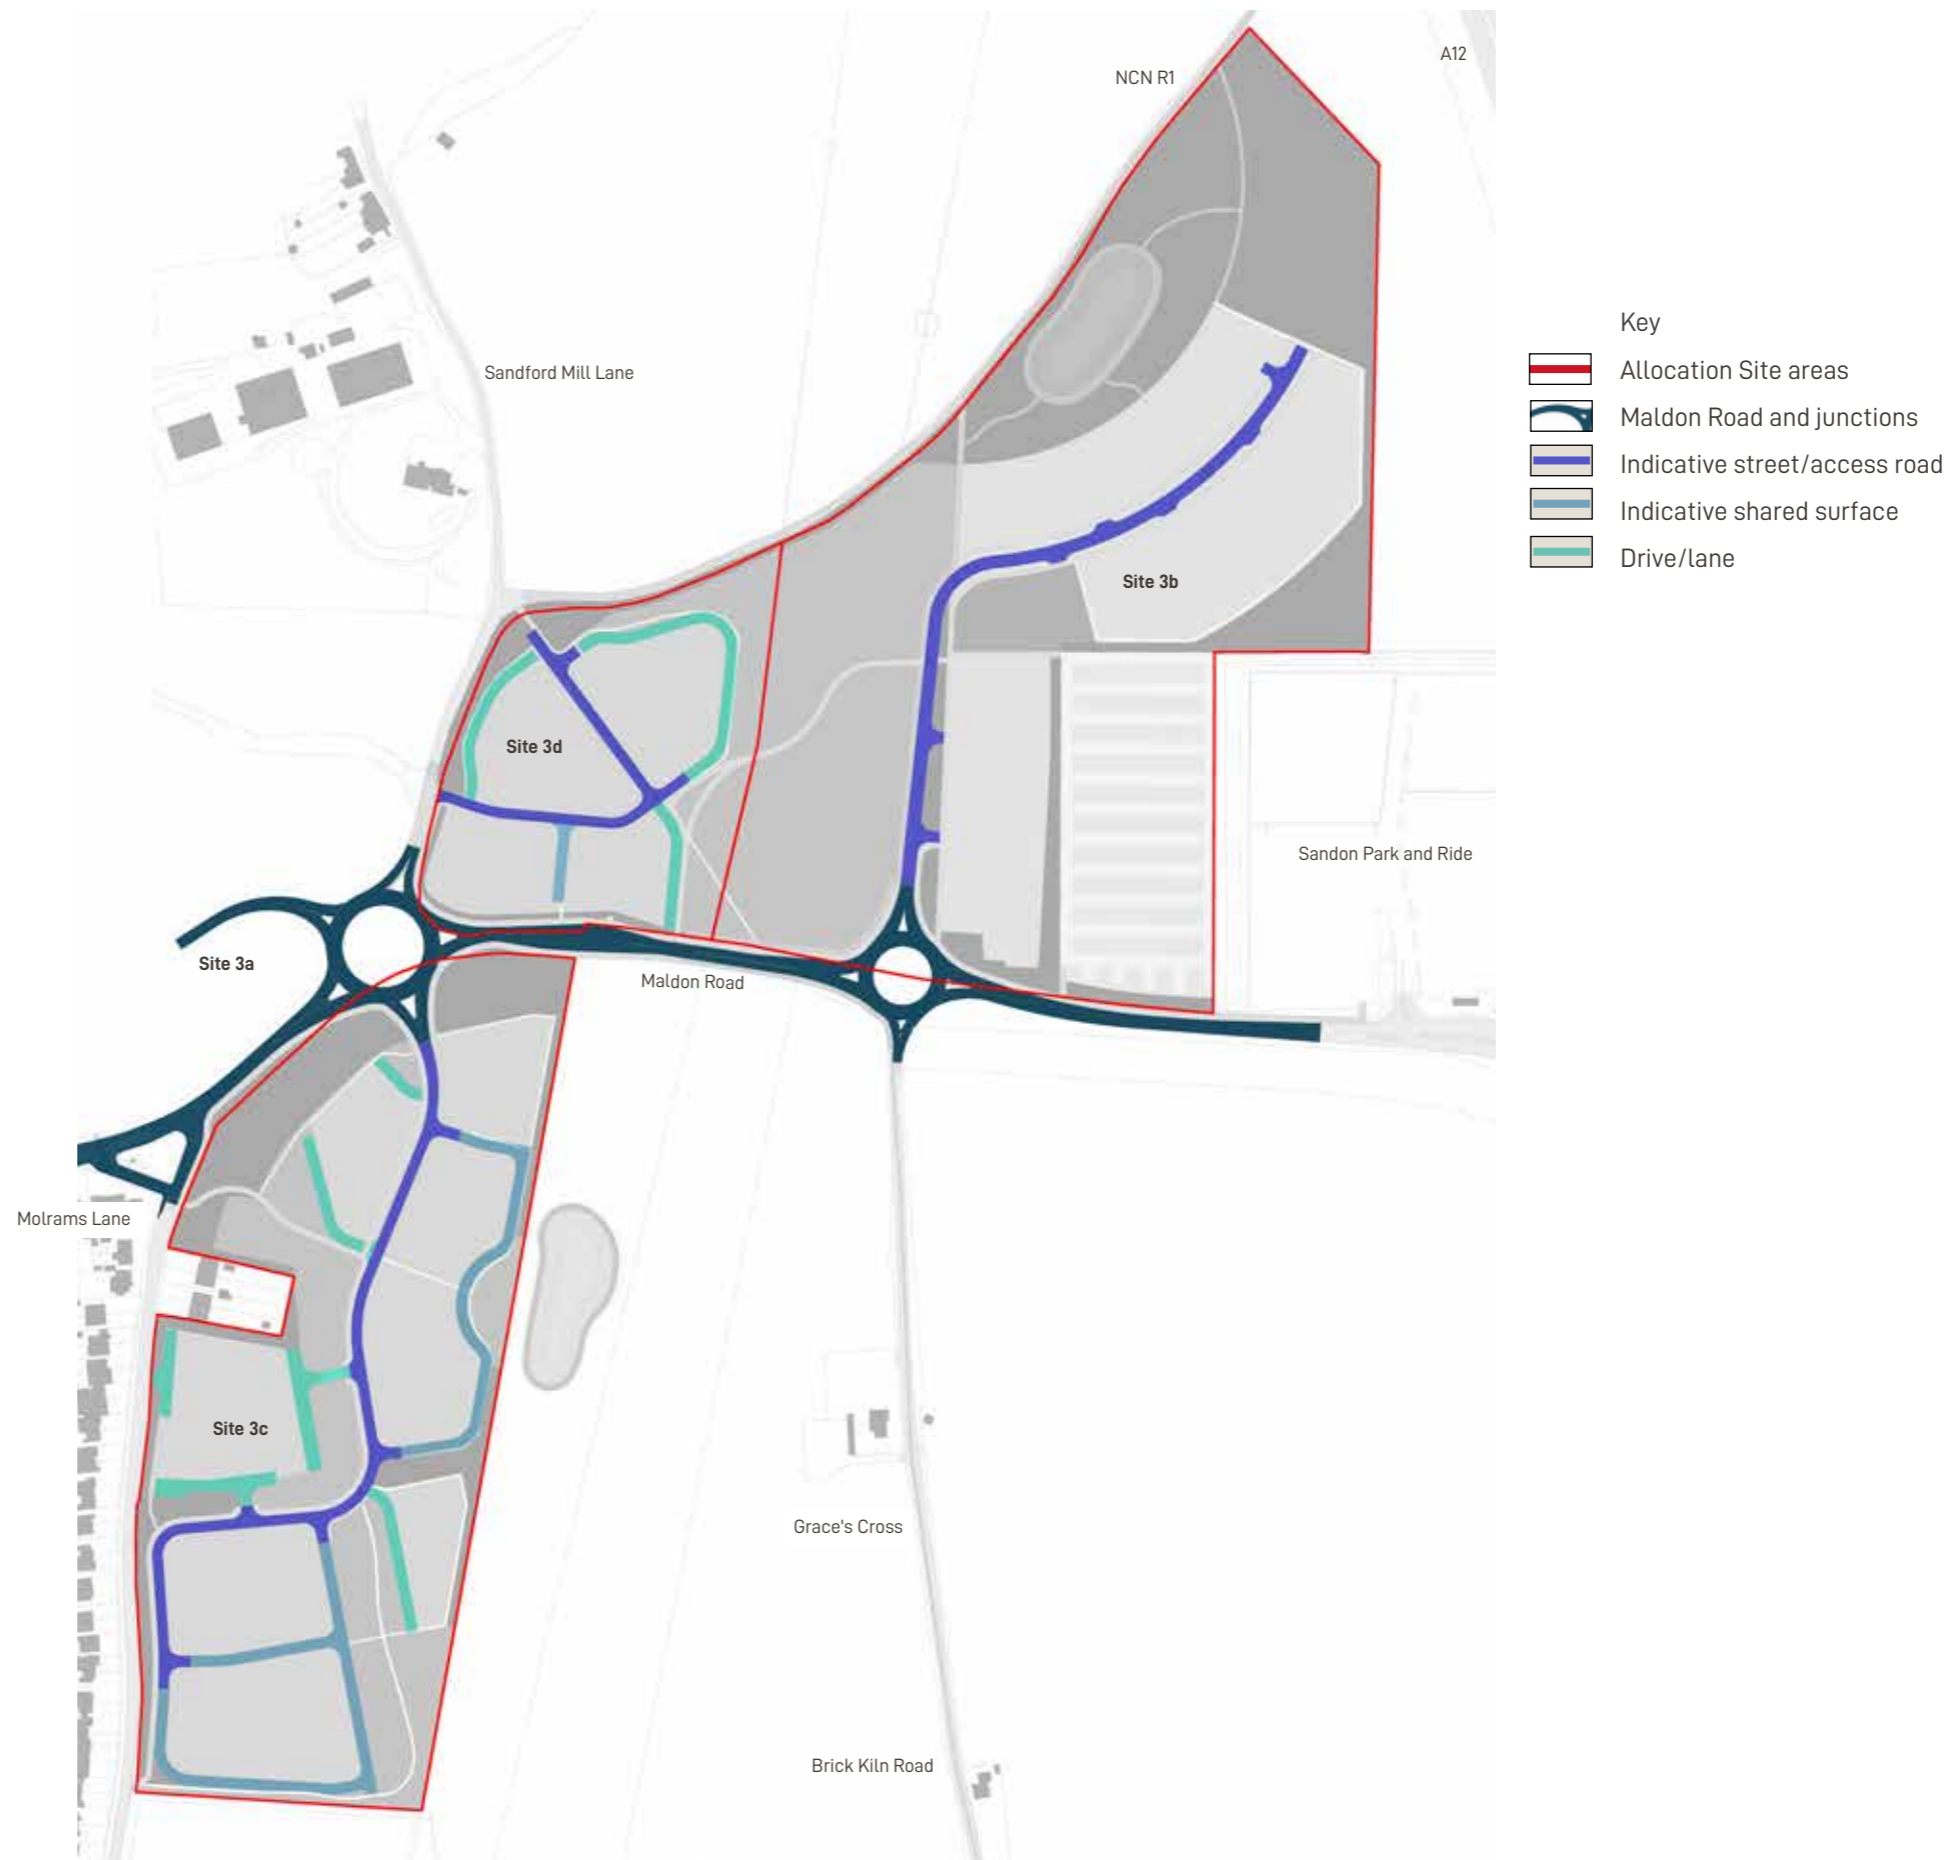 A12
NCN R1
Key
Sandford Mill Lane
Allocation Site areas
Maldon Road and junctions
Indicative street/access road
Indicative shared surface
Drive/lane
Site 3b
Site 3d
Sandon Park and Ride
Site 3a
Maldon Road
Molrams Lane
Site 3c
Grace's Cross
Brick Kiln Road